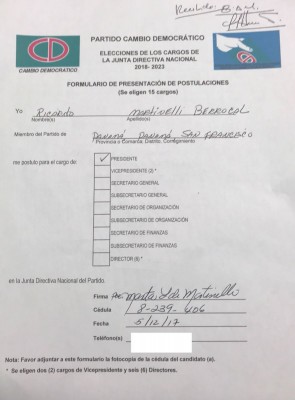 Recibido: B.A.L.
PARTIDO CAMBIO DEMOCRÁTICO
ELECCIONES DE LOS CARGOS DE
LA JUNTA DIRECTIVA NACIONAL
2018- 2023
CD
CAMBIO DEMOCRÁTICO
FORMULARIO DE PRESENTACIÓN DE POSTULACIONES
(Se eligen 15 cargos)
Yo Ricardo Martinelli Berrocal
Nombre(s) Apellido(s)
Miembro del Partido de Panamá Panamá San Francisco
Provincia o Comarca, Distrito, Corregimiento
me postulo para el cargo de:
✓ PRESIDENTE
VICEPRESIDENTE (2) *
SECRETARIO GENERAL
SUBSECRETARIO GENERAL
SECRETARIO DE ORGANIZACIÓN
SUBSECRETARIO DE ORGANIZACIÓN
SECRETARIO DE FINANZAS
SUBSECRETARIO DE FINANZAS
DIRECTOR (6) *
en la Junta Directiva Nacional del Partido.
Firma Por: Marta L de Martinelli
Cédula 8-239-606
Fecha 5/12/17
Teléfono(s)
Nota: Favor adjuntar a este formulario la fotocopia de la cédula del candidato (a).
* Se eligen dos (2) cargos de Vicepresidente y seis (6) Directores.